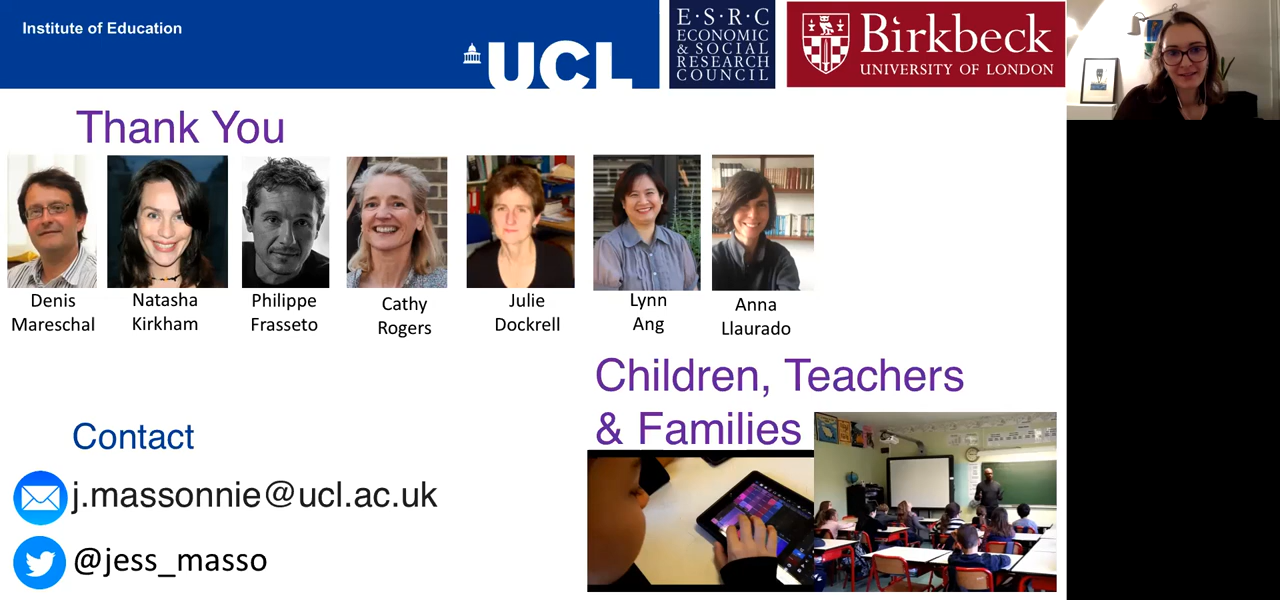 Institute of Education
UCL
E·S·R·C
ECONOMIC
& SOCIAL
RESEARCH
COUNCIL
Birkbeck
UNIVERSITY OF LONDON
Thank You
Denis
Mareschal
Natasha
Kirkham
Philippe
Frasseto
Cathy
Rogers
Julie
Dockrell
Lynn
Ang
Anna
Llaurado
Children, Teachers
& Families
Contact
j.massonnie@ucl.ac.uk
@jess_masso